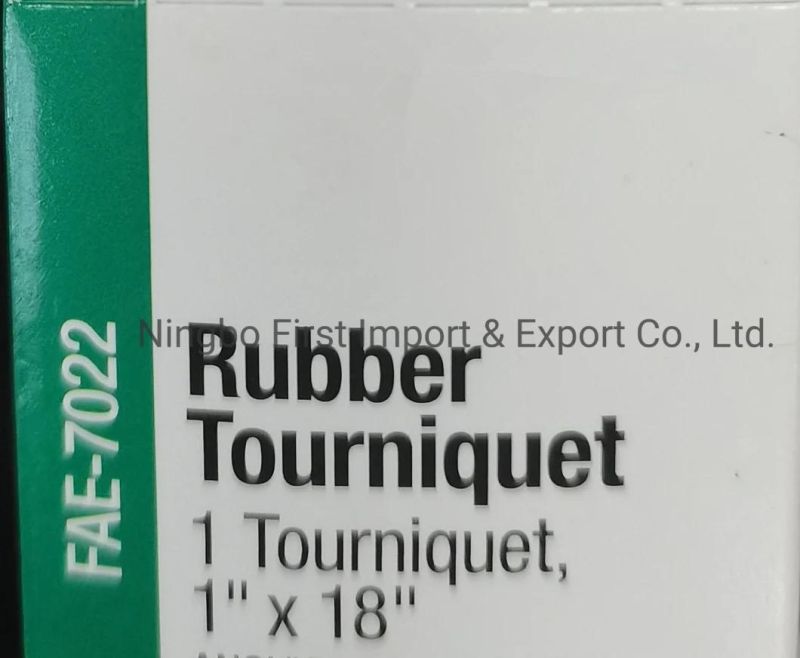 FAE-7022
Ningbo First Import & Export Co., Ltd.
Rubber
Tourniquet
1 Tourniquet,
1" x 18"